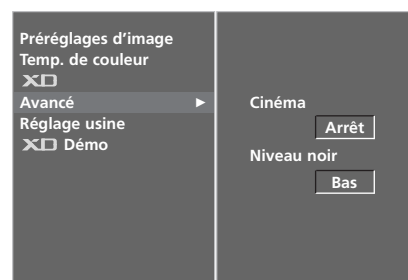 Préréglages d’image
Temp. de couleur
XD
Avancé ►
Réglage usine
XD Démo
Cinéma
Arrêt
Niveau noir
Bas